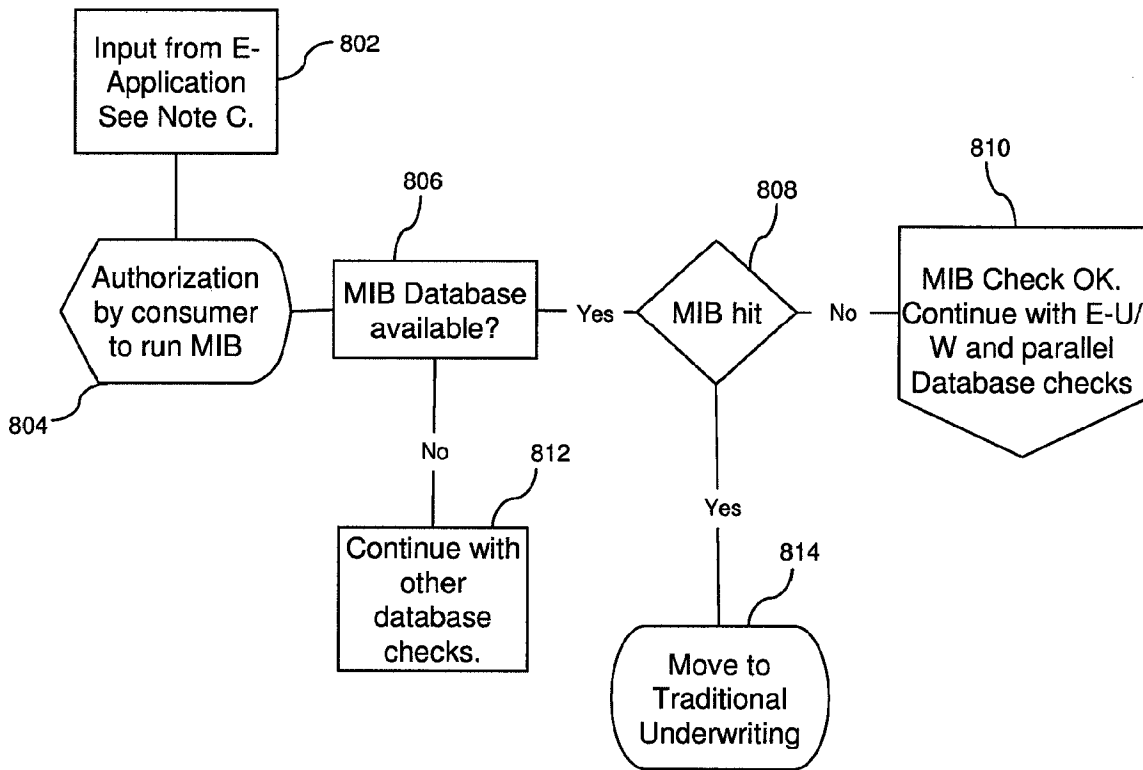 Input from E-
Application
See Note C.
802
Authorization
by consumer
to run MIB
804
806
MIB Database
available?
Yes
808
MIB hit
No
810
MIB Check OK.
Continue with E-U/
W and parallel
Database checks
No
812
Continue with
other
database
checks.
Yes
814
Move to
Traditional
Underwriting